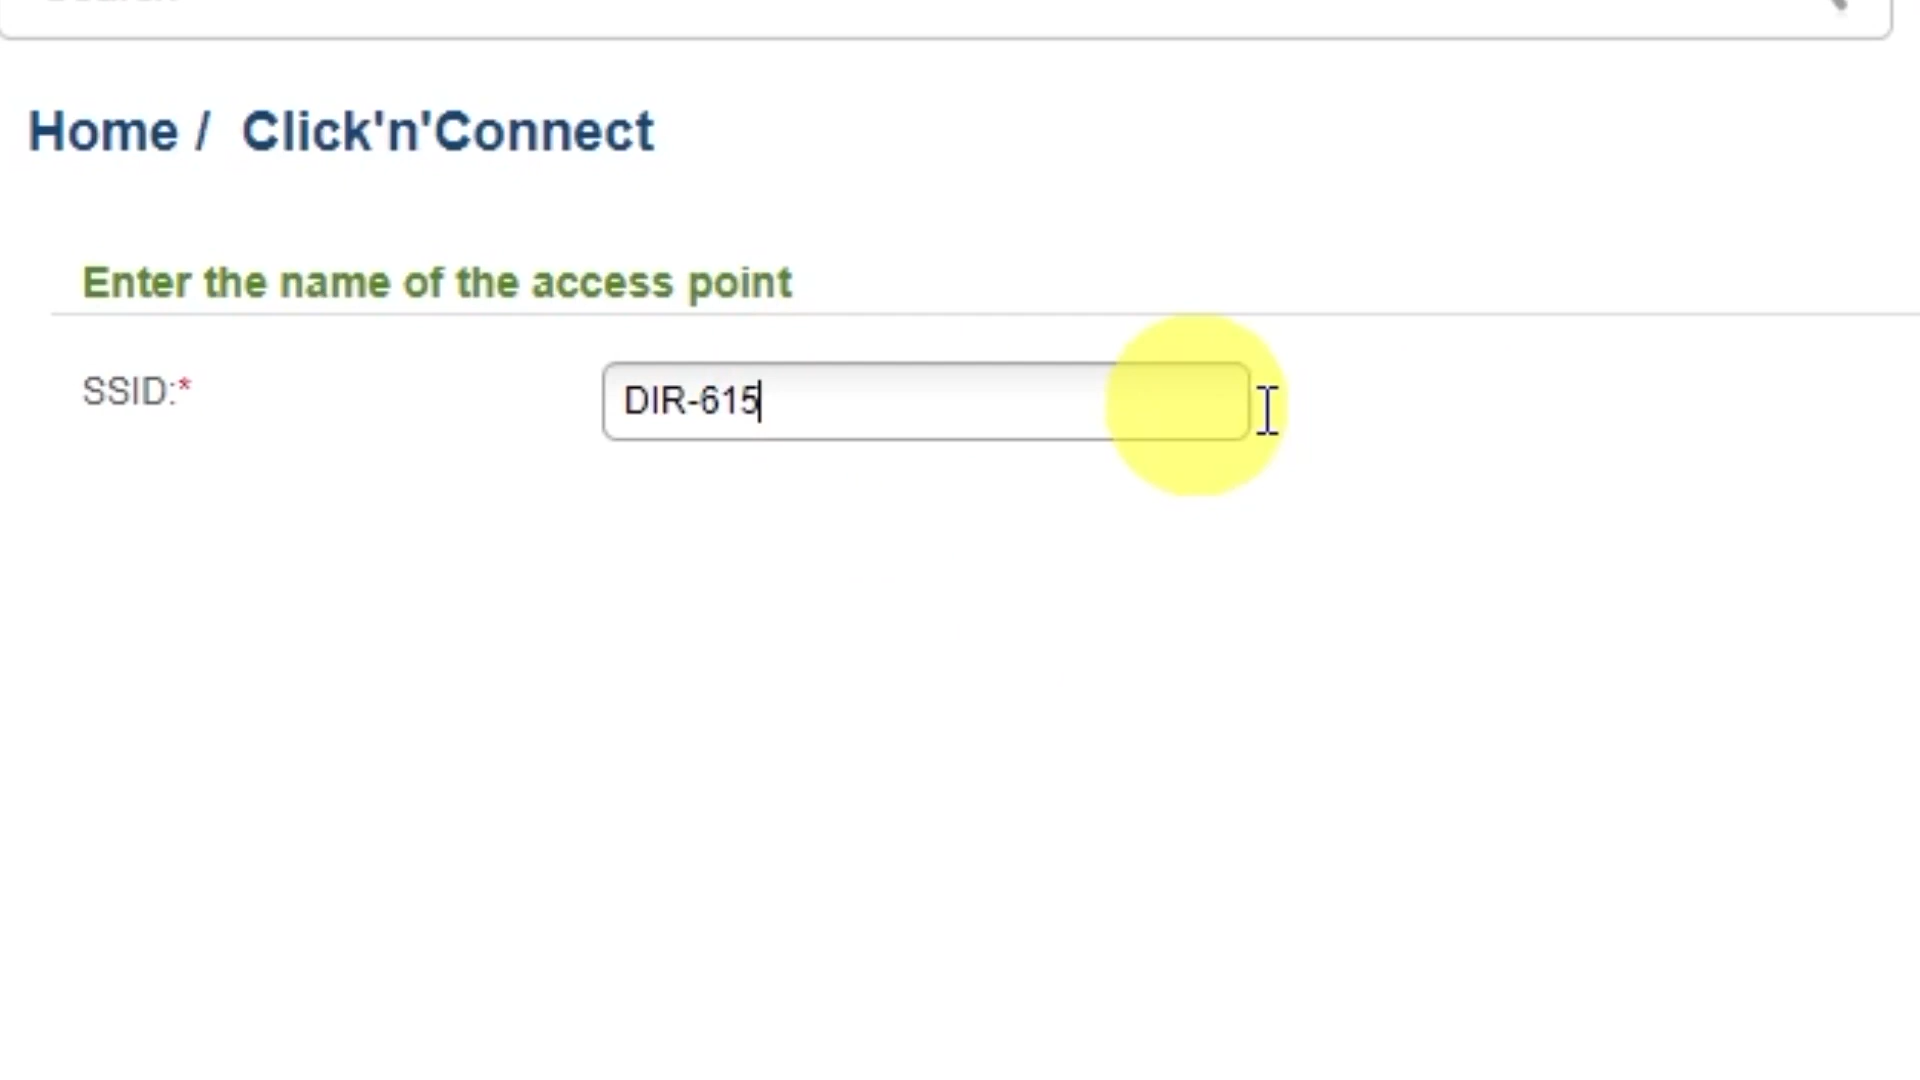 Home / Click'n'Connect
Enter the name of the access point
SSID:*
DIR-615